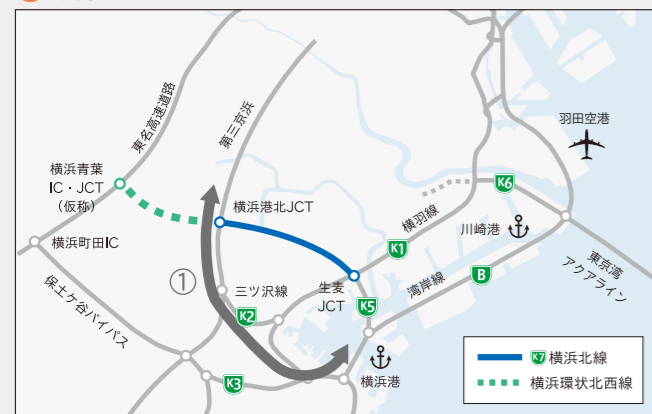 東名高速道路
第三京浜
羽田空港
横浜青葉
IC・JCT
（仮称）
K6
横浜港北JCT
横羽線
川崎港
横浜町田IC
K1
東京湾
アクアライン
①
三ツ沢線
生麦
JCT
湾岸線
B
保土ケ谷バイパス
K2
K5
K7 横浜北線
K3
横浜港
横浜環状北西線